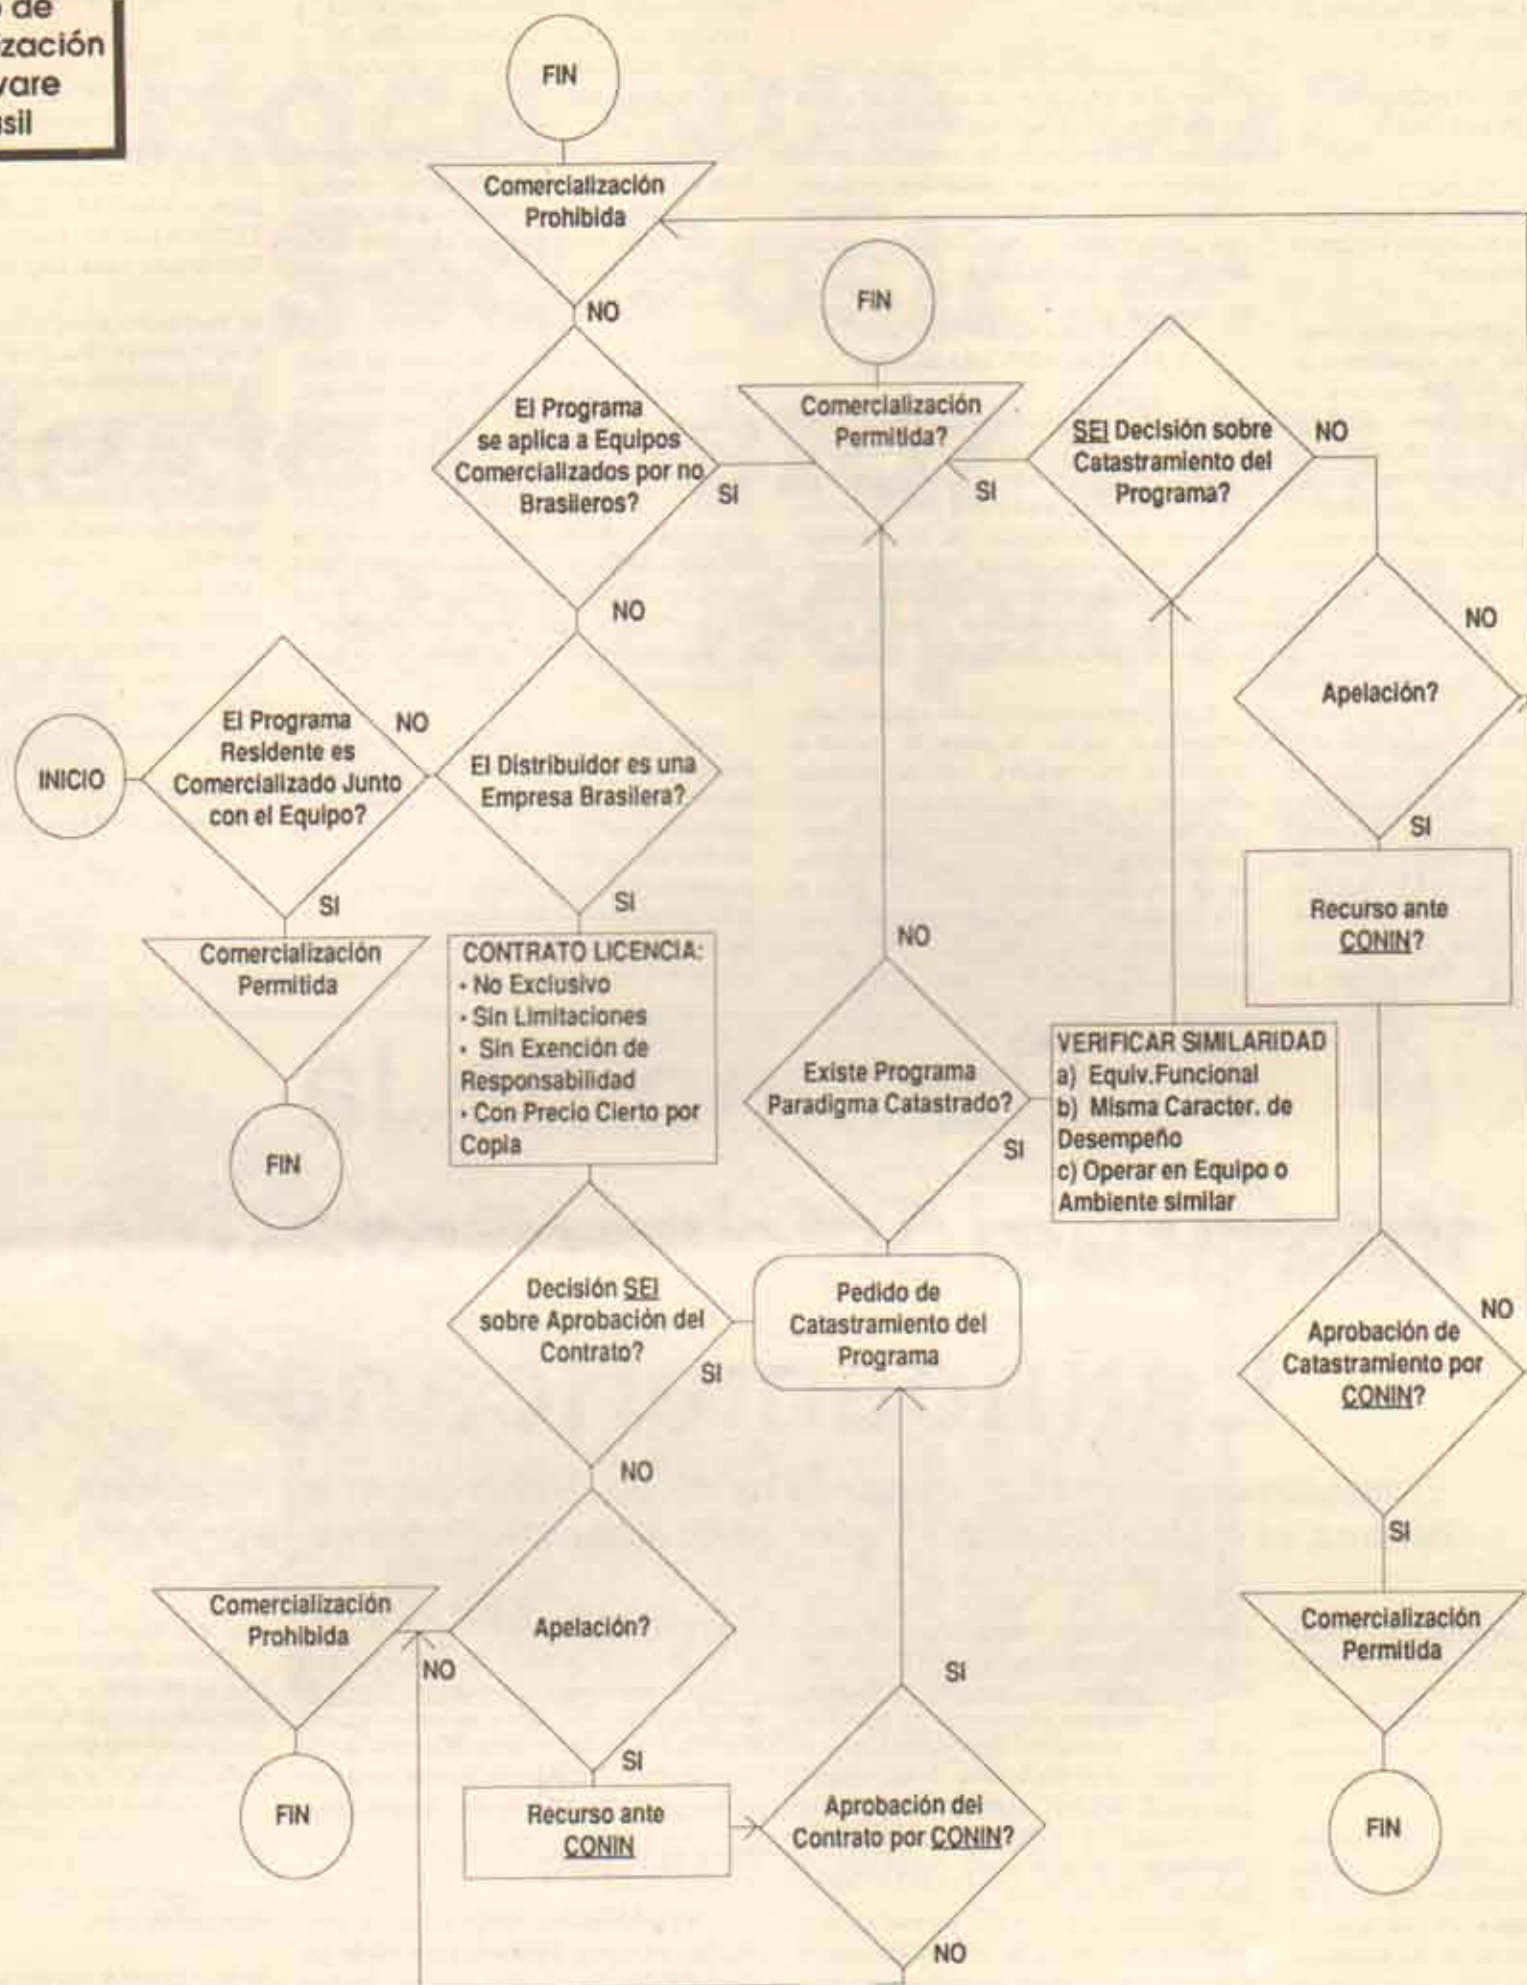 de
ización
ware
asil
FIN
Comercialización
Prohibida
NO
El Programa
se aplica a Equipos
Comercializados por no
Brasileros?
SI
NO
FIN
Comercialización
Permitida?
SI
SEI Decisión sobre
Catastramiento del
Programa?
NO
Apelación?
NO
SI
Recurso ante
CONIN?
INICIO
El Programa
Residente es
Comercializado Junto
con el Equipo?
NO
SI
Comercialización
Permitida
FIN
El Distribuidor es una
Empresa Brasilera?
SI
CONTRATO LICENCIA:
• No Exclusivo
• Sin Limitaciones
• Sin Exención de
Responsabilidad
• Con Precio Cierto por
Copia
NO
Existe Programa
Paradigma Catastrado?
SI
VERIFICAR SIMILARIDAD
a) Equiv.Funcional
b) Misma Caracter. de
Desempeño
c) Operar en Equipo o
Ambiente similar
Decisión SEI
sobre Aprobación del
Contrato?
SI
NO
Pedido de
Catastramiento del
Programa
Aprobación de
Catastramiento por
CONIN?
NO
SI
Comercialización
Permitida
FIN
Comercialización
Prohibida
NO
FIN
Apelación?
SI
Recurso ante
CONIN
SI
Aprobación del
Contrato por CONIN?
NO